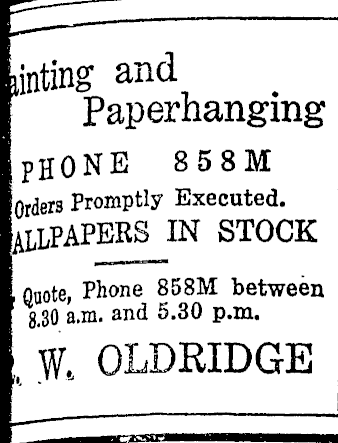 ainting and
Paperhanging
PHONE 858M
Orders Promptly Executed.
ALLPAPERS IN STOCK
Quote, Phone 858M between
8.30 a.m. and 5.30 p.m.
. W. OLDRIDGE